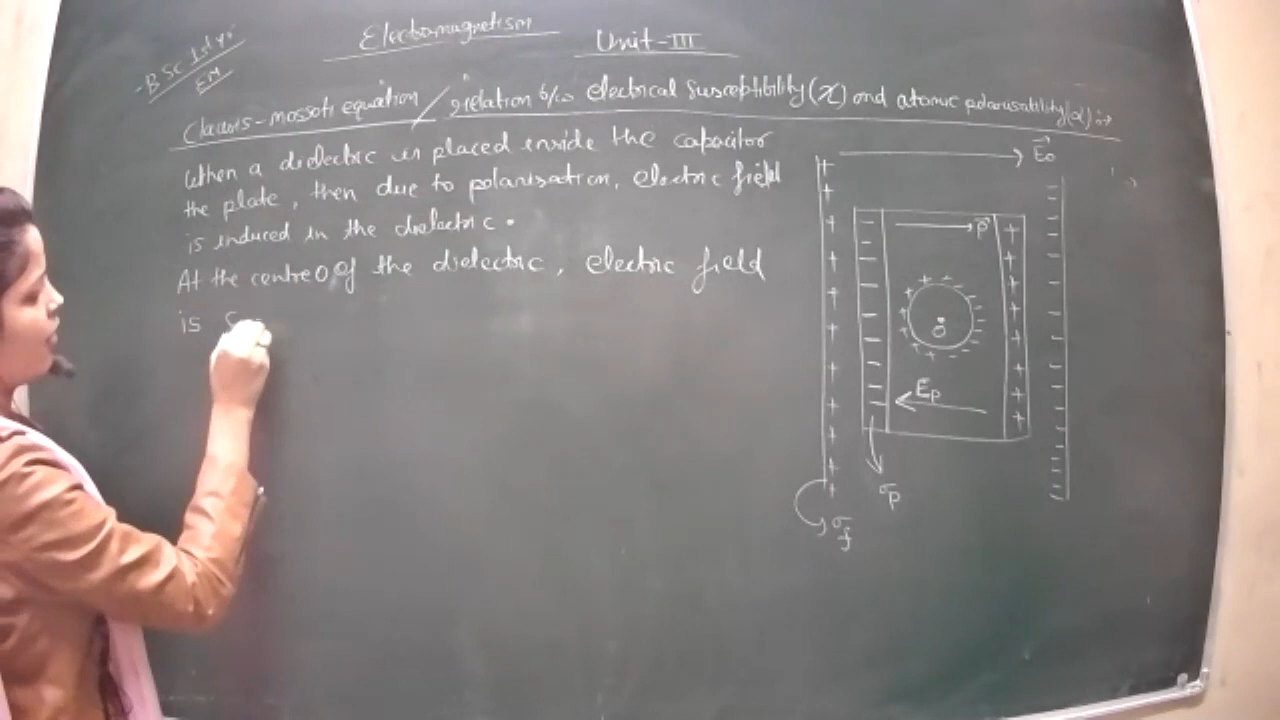 Electromagnetism
Unit-III
BSc 1st yr
EM
Clausis-mossoti equation / relation b/w electrical Susceptibility (χ) and atomic polarisability (α) :→
When a dielectric is placed inside the capacitor
the plate, then due to polarisation, electric field
is induced in the dielectric.
At the centre O of the dielectric, electric field
is
E₀
P
O
Ep
σp
σf